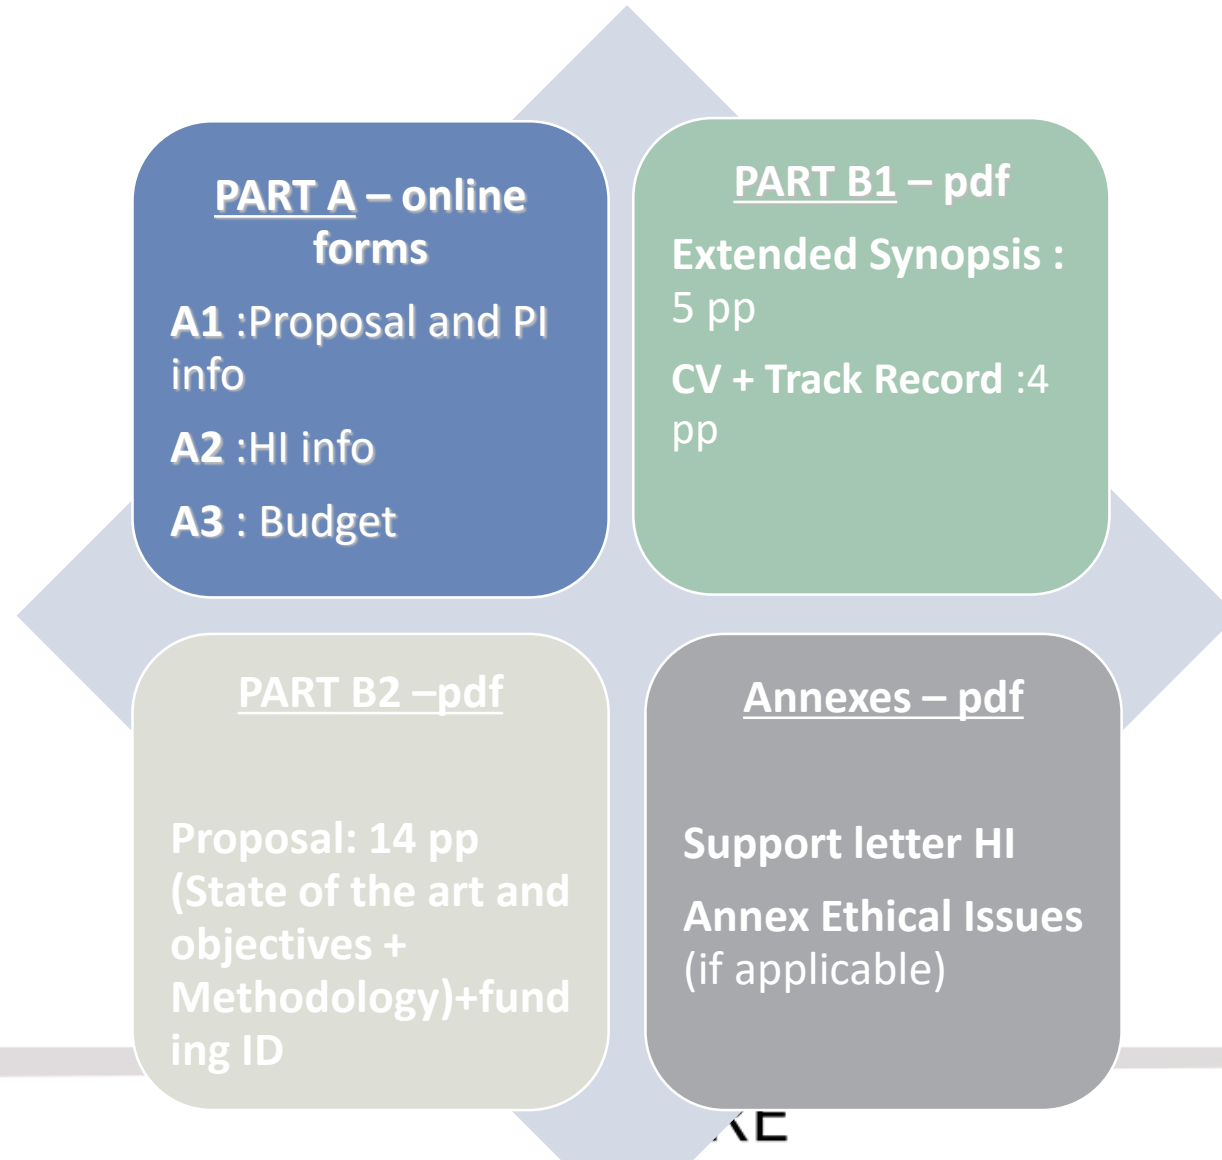 PART A – online
forms
A1 :Proposal and PI
info
A2 :HI info
A3 : Budget
PART B1 – pdf
Extended Synopsis :
5 pp
CV + Track Record :4
pp
PART B2 –pdf
Proposal: 14 pp
(State of the art and
objectives +
Methodology)+fund
ing ID
Annexes – pdf
Support letter HI
Annex Ethical Issues
(if applicable)